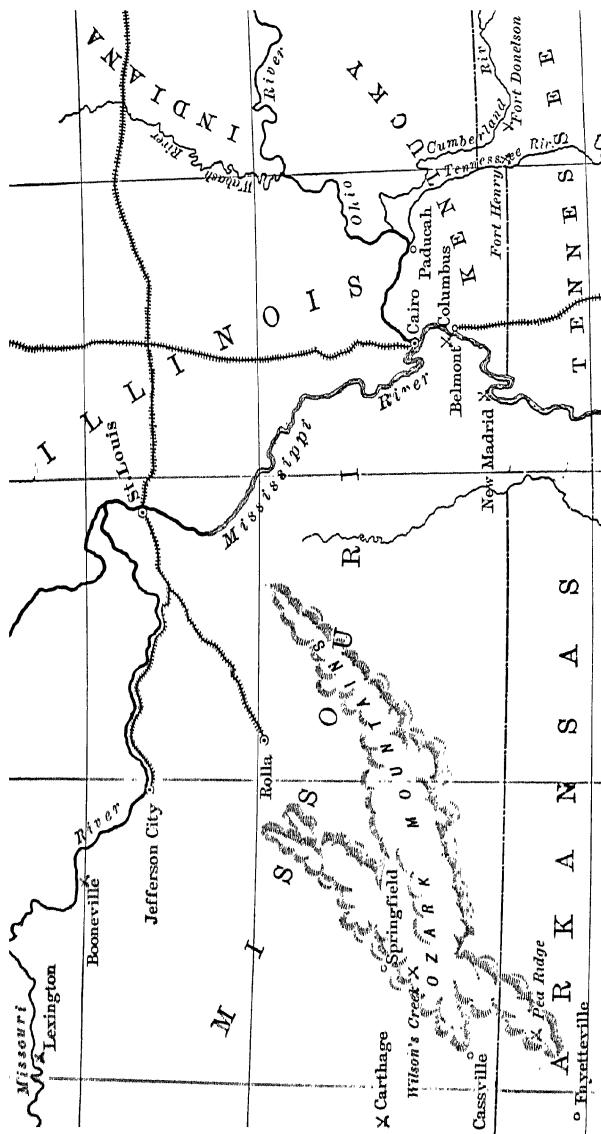 Missouri
River
Lexington
Booneville
Jefferson City
St. Louis
ILLINOIS
INDIANA
Wabash River
River
Ohio
Rolla
Mississippi
River
MISSOURI
Carthage
Springfield
Wilson's Creek
OZARK MOUNTAINS
Cassyville
Pea Ridge
Fayetteville
ARKANSAS
New Madrid
Belmont
Columbus
Cairo
Paducah
KENTUCKY
Cumberland
Riv
Tennessee Riv.
Fort Henry
Fort Donelson
TENNESSEE